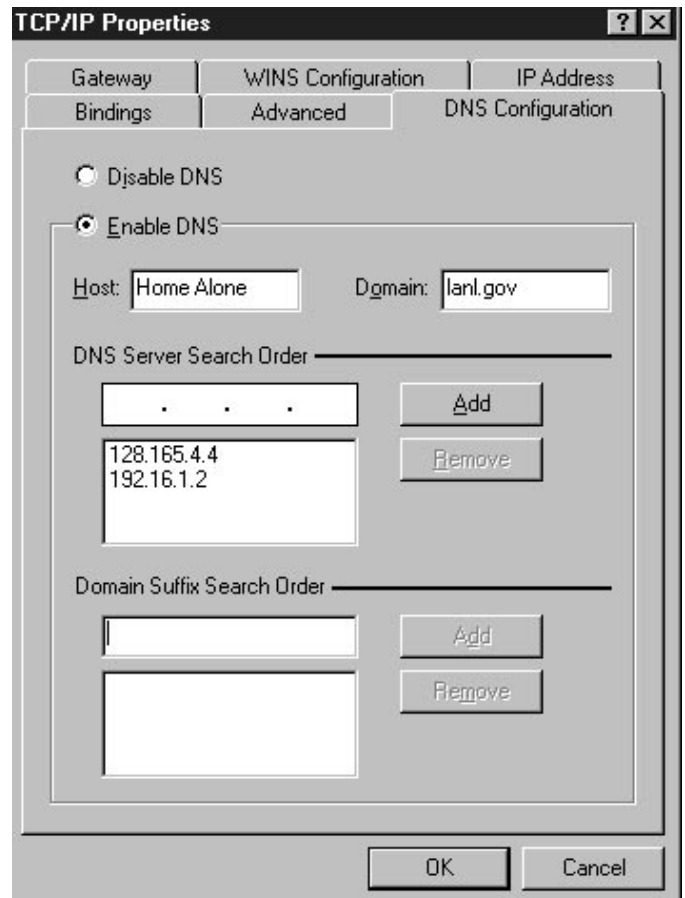 TCP/IP Properties
Gateway WINS Configuration IP Address
Bindings Advanced DNS Configuration
Disable DNS
Enable DNS
Host: Home Alone Domain: lanl.gov
DNS Server Search Order
. . . Add
128.165.4.4 Remove
192.16.1.2
Domain Suffix Search Order
Add
Remove
OK Cancel